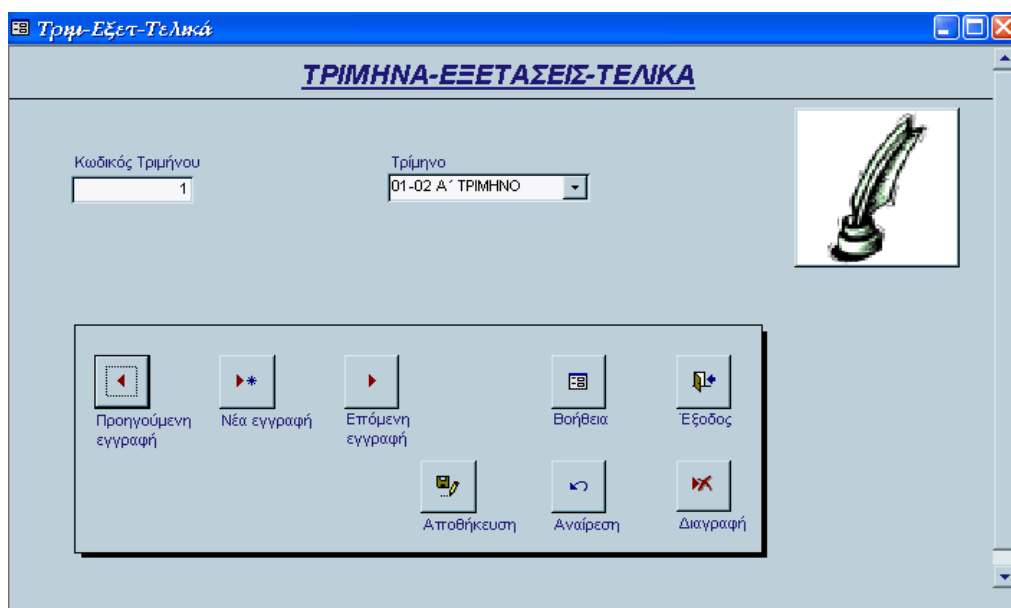 Τριμ-Εξετ-Τελικά
ΤΡΙΜΗΝΑ-ΕΞΕΤΑΣΕΙΣ-ΤΕΛΙΚΑ
Κωδικός Τριμήνου
Τρίμηνο
1
01-02 Α΄ ΤΡΙΜΗΝΟ
Προηγούμενη
εγγραφή
Νέα εγγραφή
Επόμενη
εγγραφή
Βοήθεια
Έξοδος
Αποθήκευση
Αναίρεση
Διαγραφή